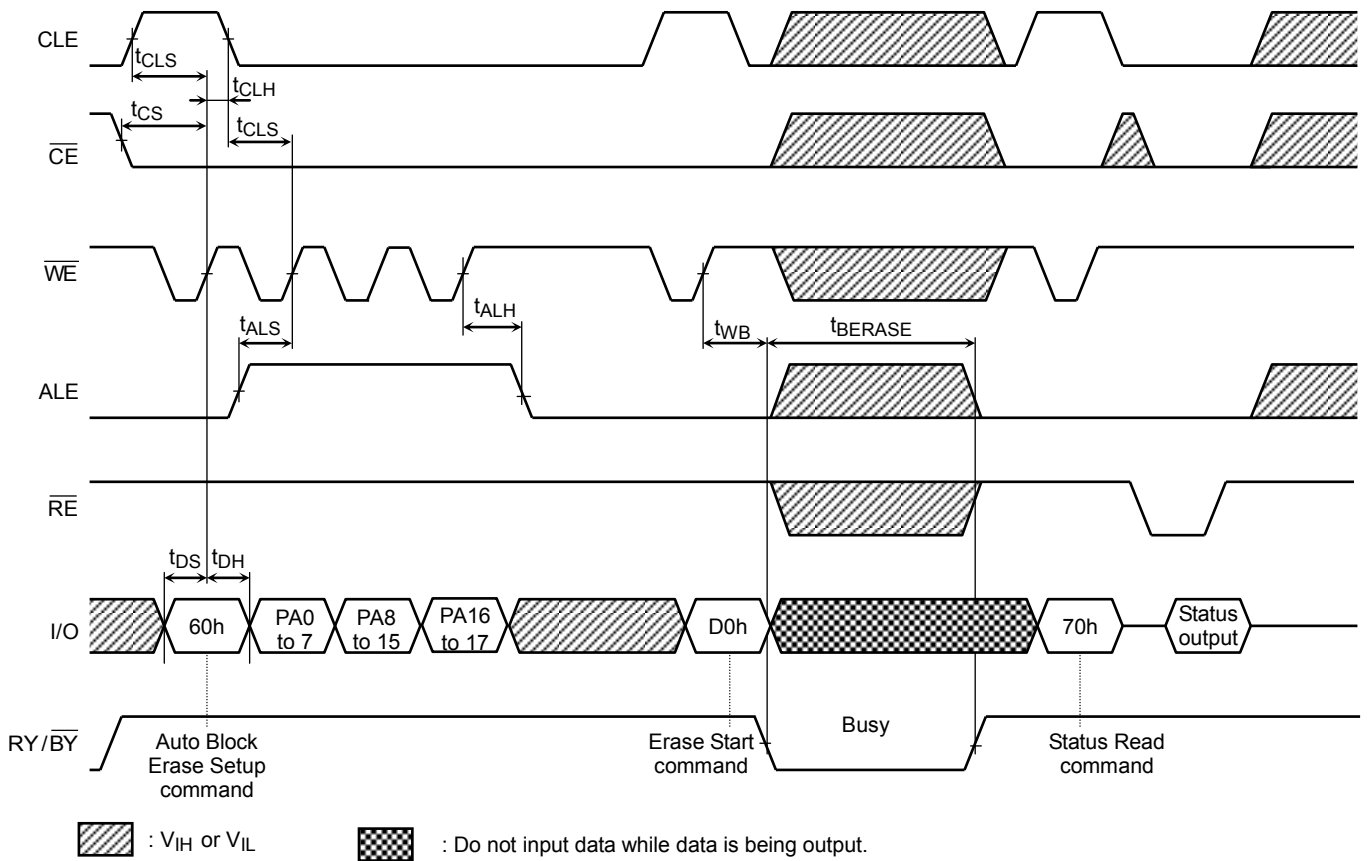 CLE
tCLS
tCLH
tCS
tCLS
CE
WE
tALS
tALH
tWB
tBERASE
ALE
RE
tDS
tDH
I/O
60h
PA0
to 7
PA8
to 15
PA16
to 17
D0h
70h
Status
output
RY/BY
Auto Block
Erase Setup
command
Erase Start
command
Busy
Status Read
command
: VIH or VIL
: Do not input data while data is being output.